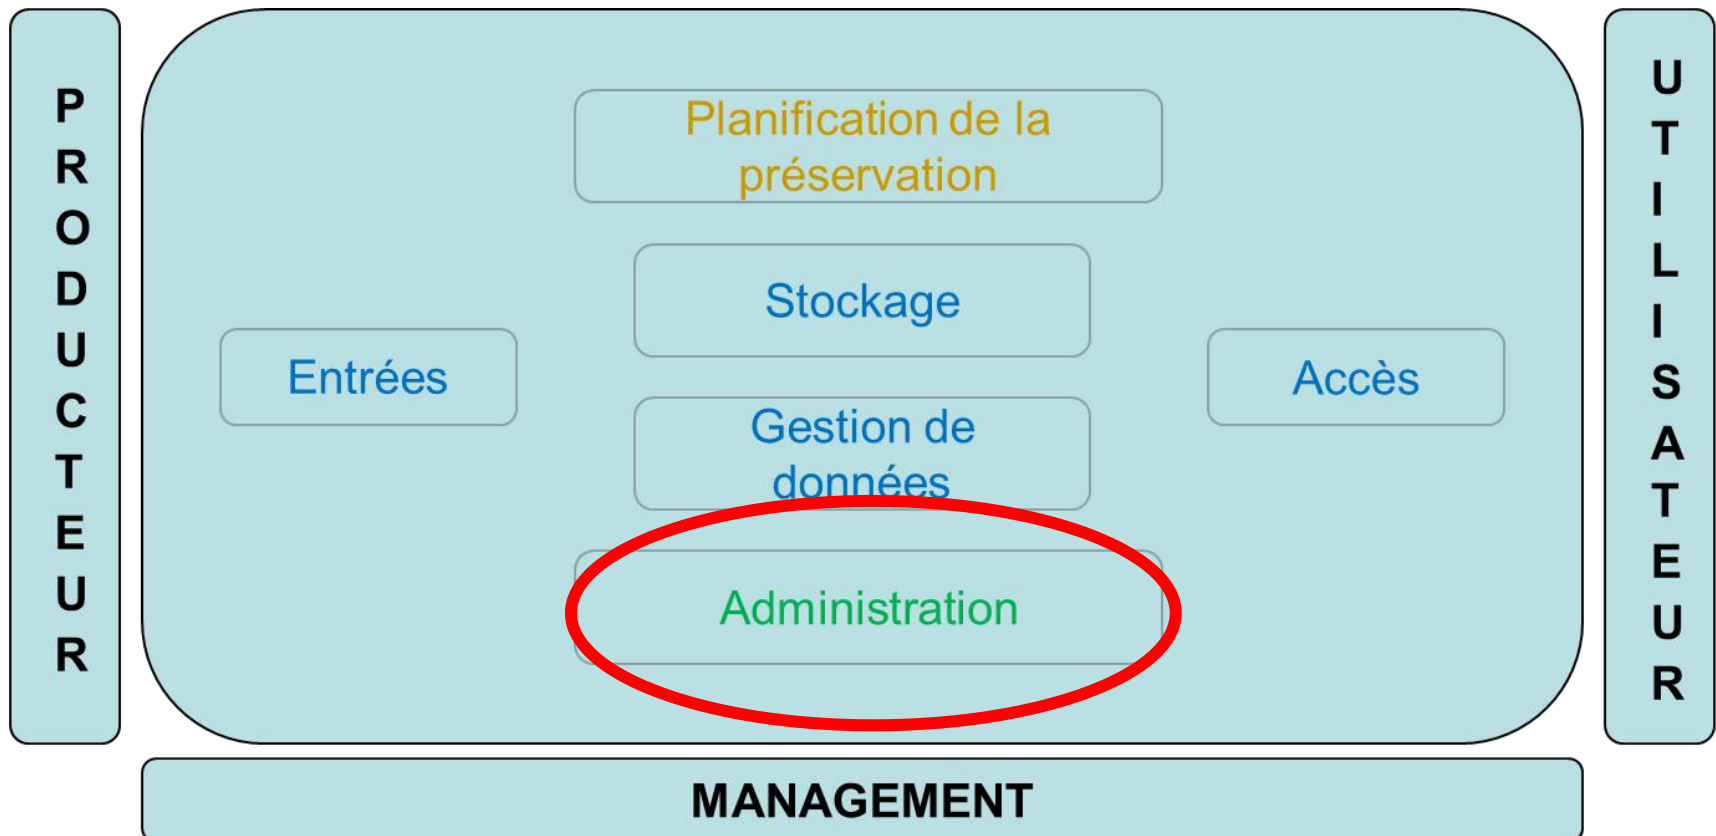 PRODUCTEUR
Planification de la
préservation
Stockage
Entrées
Accès
Gestion de
données
Administration
UTILISATEUR
MANAGEMENT